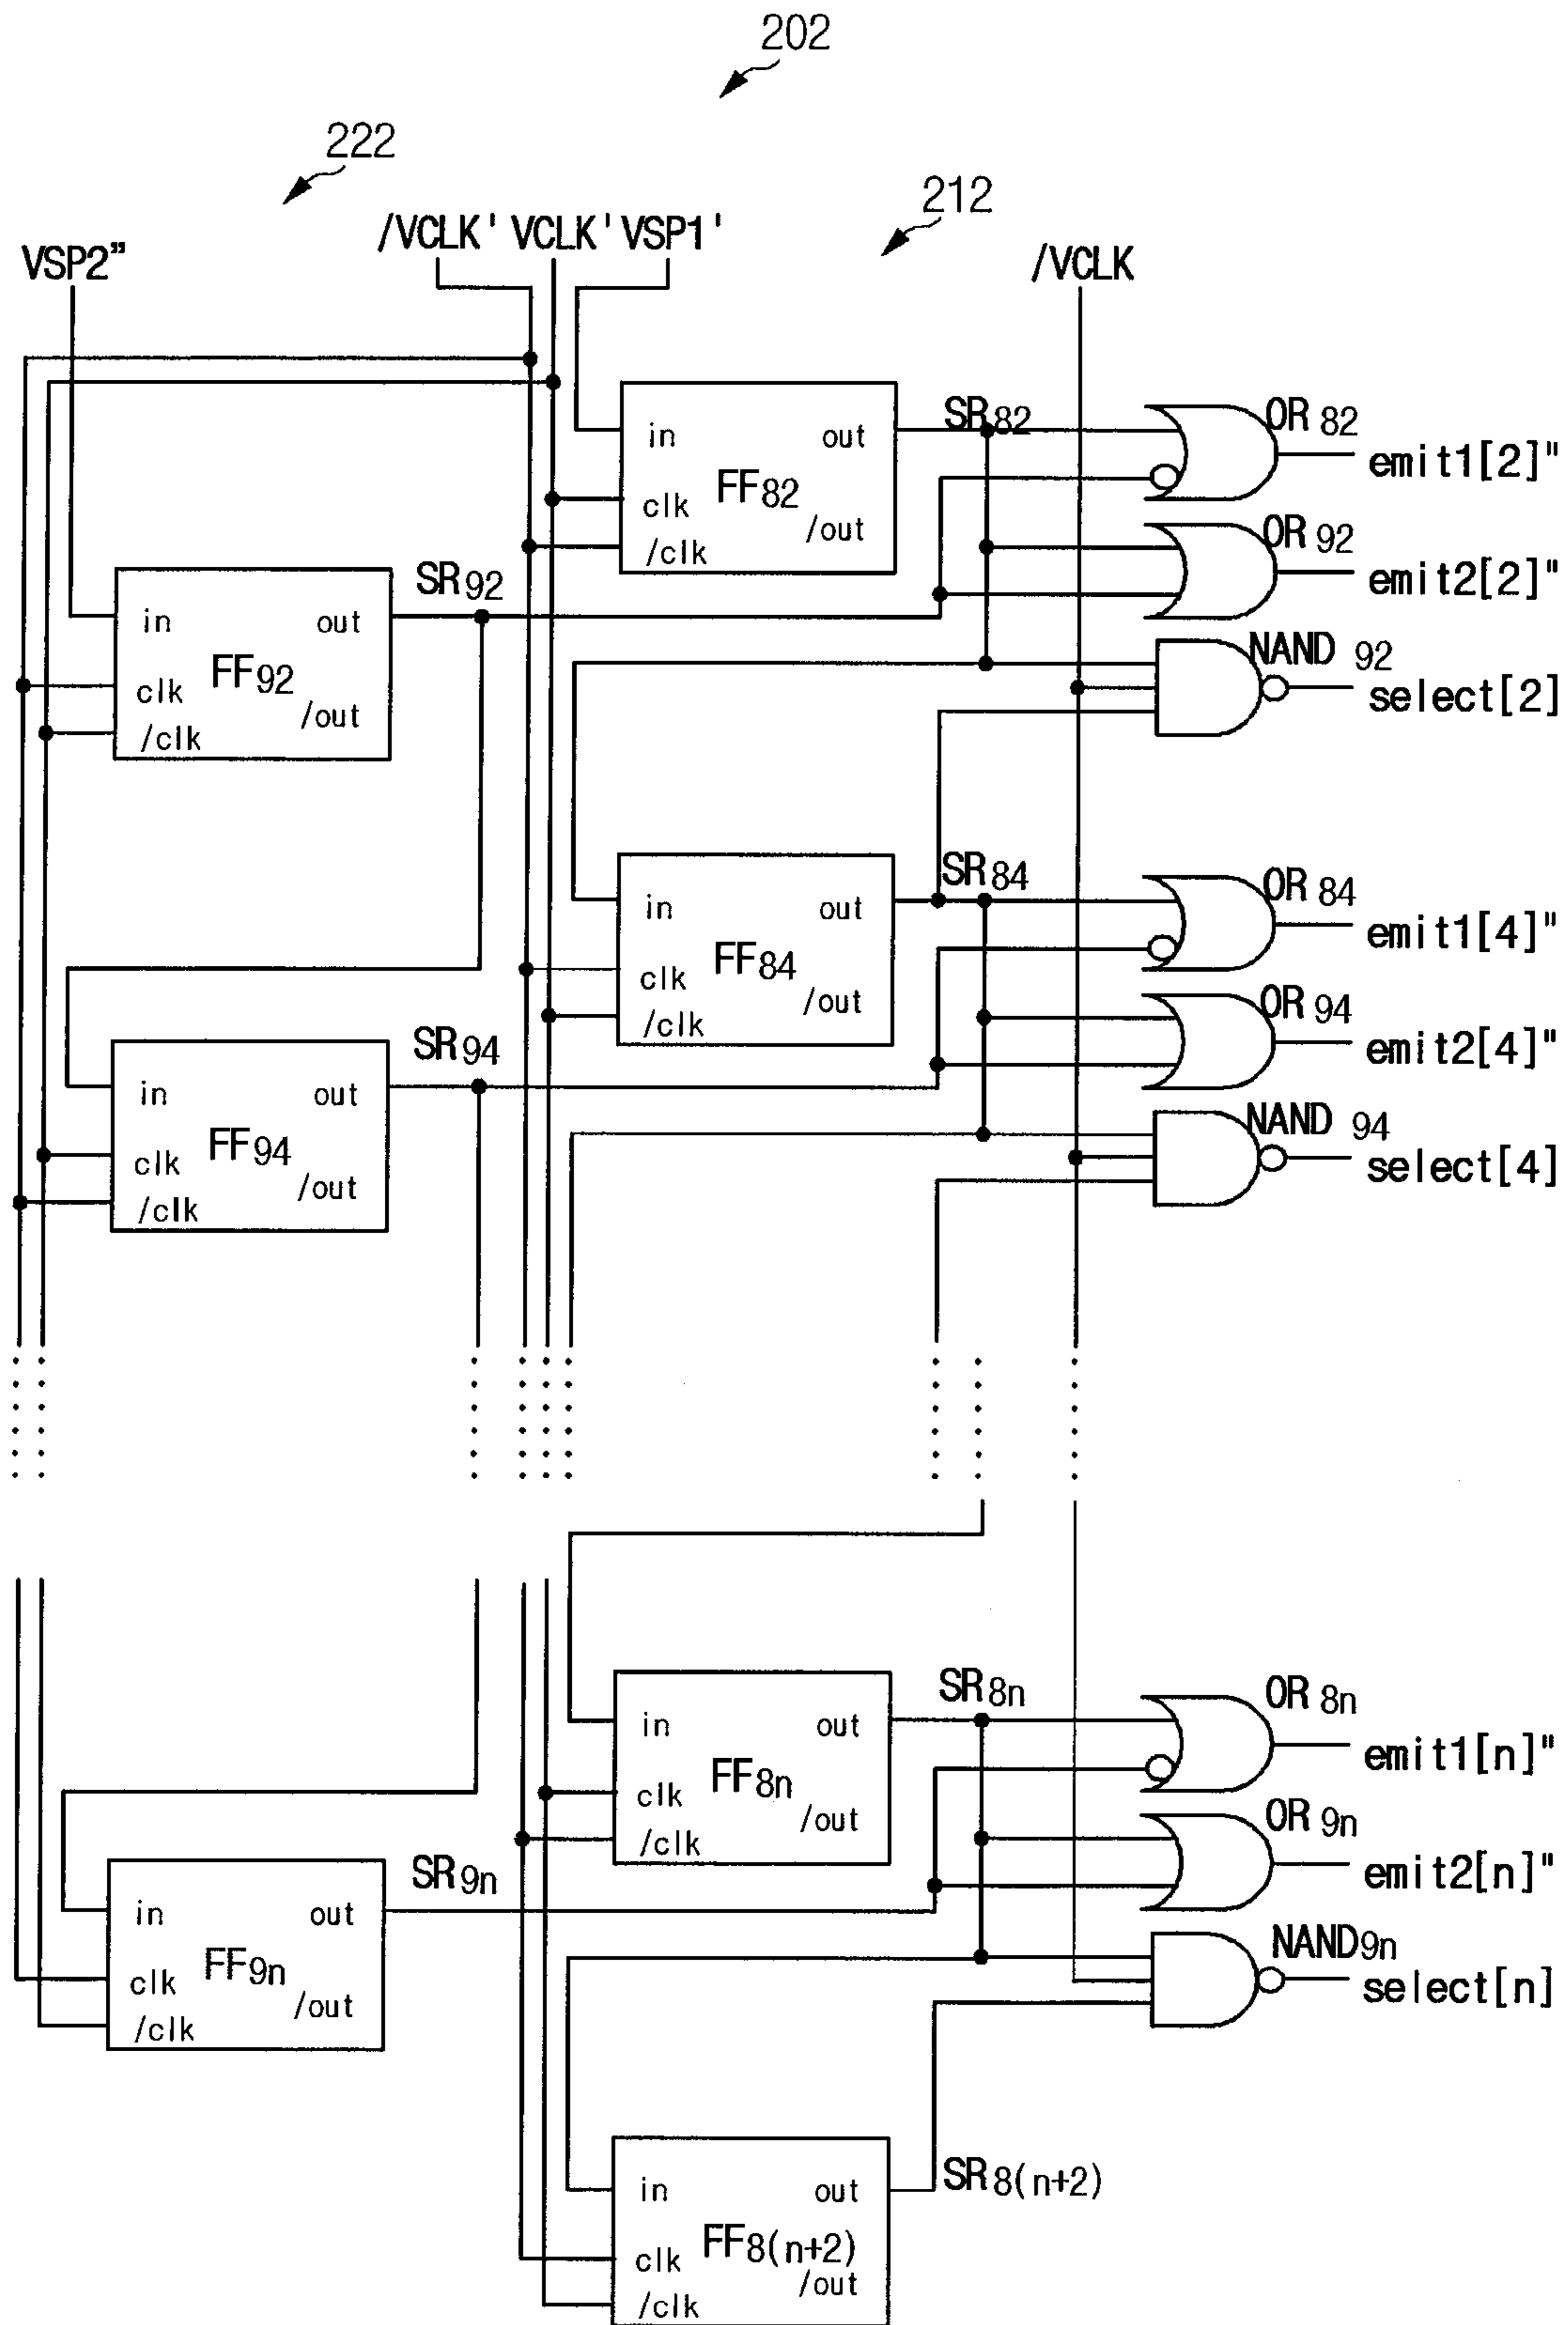 202
222
212
/VCLK' VCLK' VSP1'
VSP2"
/VCLK
in out
FF82
clk
/out
/clk
SR82
OR 82
emit1[2]"
OR 92
emit2[2]"
NAND 92
select[2]
SR92
in out
FF92
clk
/out
/clk
in out
FF84
clk
/out
/clk
SR84
OR 84
emit1[4]"
OR 94
emit2[4]"
NAND 94
select[4]
SR94
in out
FF94
clk
/out
/clk
in out
FF8n
clk
/out
/clk
SR8n
OR 8n
emit1[n]"
OR 9n
emit2[n]"
NAND9n
select[n]
SR9n
in out
FF9n
clk
/out
/clk
in out
FF8(n+2)
clk
/out
/clk
SR8(n+2)